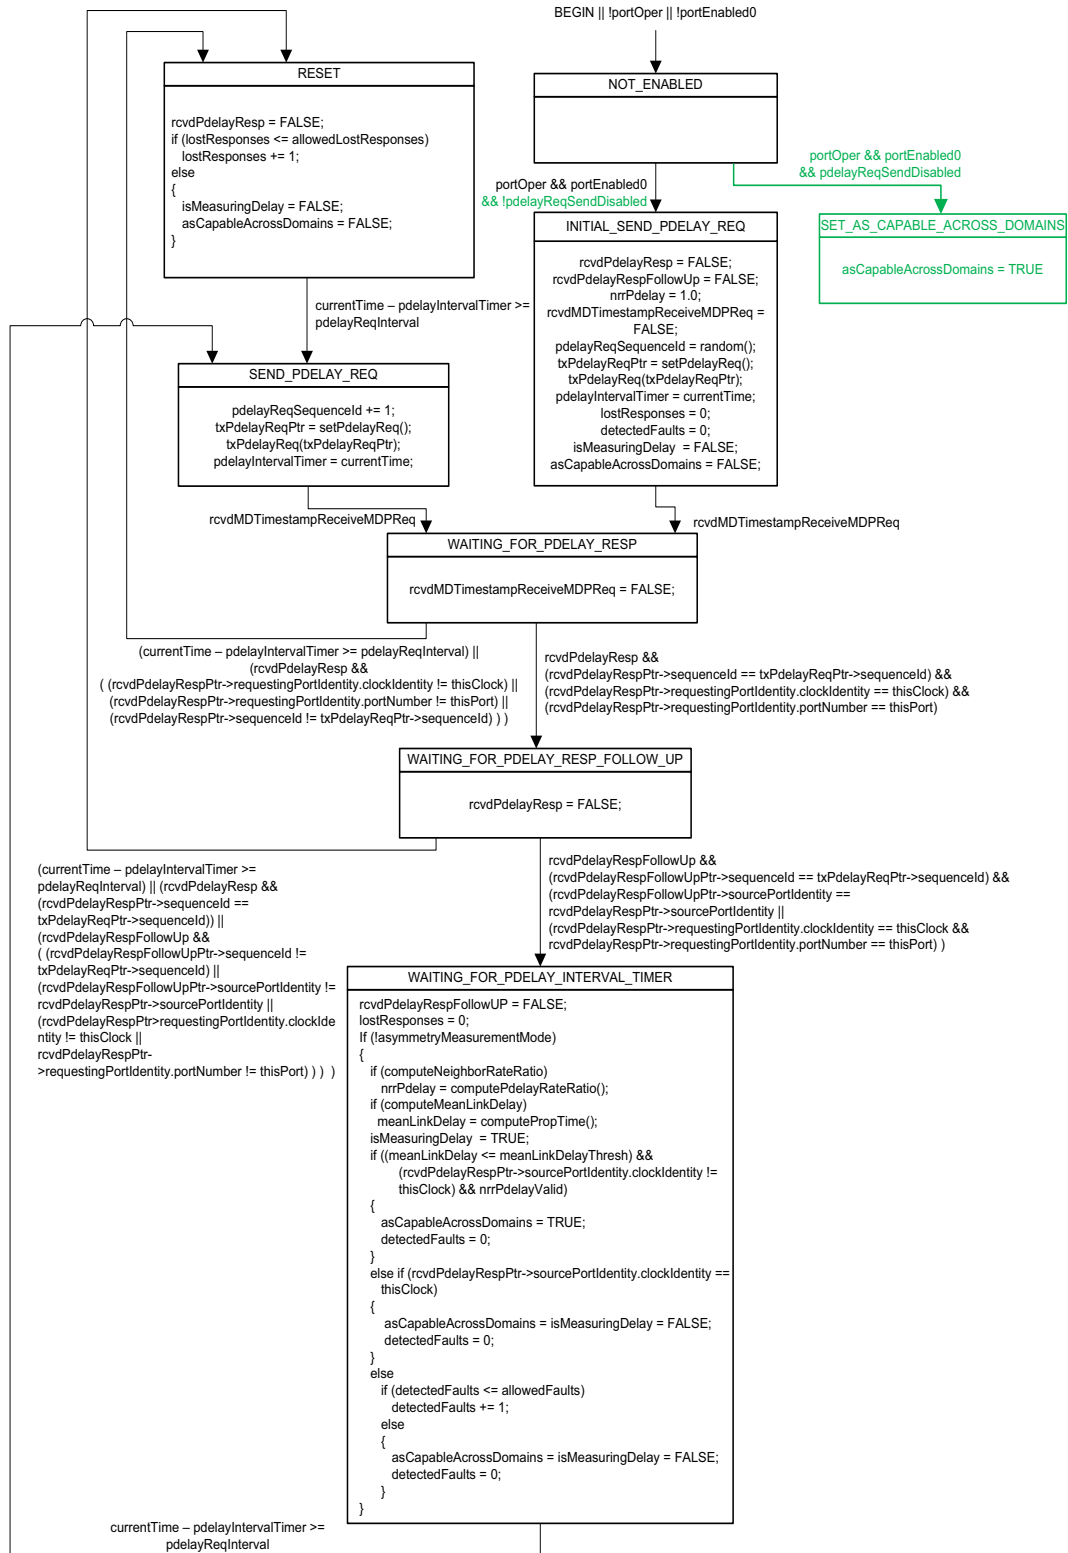 BEGIN || !portOper || !portEnabled0
RESET
rcvdPdelayResp = FALSE;
if (lostResponses <= allowedLostResponses)
lostResponses += 1;
else
{
isMeasuringDelay = FALSE;
asCapableAcrossDomains = FALSE;
}
NOT_ENABLED
portOper && portEnabled0
&& !pdelayReqSendDisabled
portOper && portEnabled0
&& pdelayReqSendDisabled
SET_AS_CAPABLE_ACROSS_DOMAINS
asCapableAcrossDomains = TRUE
INITIAL_SEND_PDELAY_REQ
rcvdPdelayResp = FALSE;
rcvdPdelayRespFollowUp = FALSE;
nrrPdelay = 1.0;
rcvdMDTimestampReceiveMDPReq =
FALSE;
pdelayReqSequenceId = random();
txPdelayReqPtr = setPdelayReq();
txPdelayReq(txPdelayReqPtr);
pdelayIntervalTimer = currentTime;
lostResponses = 0;
detectedFaults = 0;
isMeasuringDelay  = FALSE;
asCapableAcrossDomains = FALSE;
currentTime – pdelayIntervalTimer >=
pdelayReqInterval
SEND_PDELAY_REQ
pdelayReqSequenceId += 1;
txPdelayReqPtr = setPdelayReq();
txPdelayReq(txPdelayReqPtr);
pdelayIntervalTimer = currentTime;
rcvdMDTimestampReceiveMDPReq
rcvdMDTimestampReceiveMDPReq
WAITING_FOR_PDELAY_RESP
rcvdMDTimestampReceiveMDPReq = FALSE;
(currentTime – pdelayIntervalTimer >= pdelayReqInterval) ||
(rcvdPdelayResp &&
( (rcvdPdelayRespPtr->requestingPortIdentity.clockIdentity != thisClock) ||
(rcvdPdelayRespPtr->requestingPortIdentity.portNumber != thisPort) ||
(rcvdPdelayRespPtr->sequenceId != txPdelayReqPtr->sequenceId) ) )
rcvdPdelayResp &&
(rcvdPdelayRespPtr->sequenceId == txPdelayReqPtr->sequenceId) &&
(rcvdPdelayRespPtr->requestingPortIdentity.clockIdentity == thisClock) &&
(rcvdPdelayRespPtr->requestingPortIdentity.portNumber == thisPort)
WAITING_FOR_PDELAY_RESP_FOLLOW_UP
rcvdPdelayResp = FALSE;
(currentTime – pdelayIntervalTimer >=
pdelayReqInterval) || (rcvdPdelayResp &&
(rcvdPdelayRespPtr->sequenceId ==
txPdelayReqPtr->sequenceId)) ||
(rcvdPdelayRespFollowUp &&
( (rcvdPdelayRespFollowUpPtr->sequenceId !=
txPdelayReqPtr->sequenceId) ||
(rcvdPdelayRespFollowUpPtr->sourcePortIdentity !=
rcvdPdelayRespPtr->sourcePortIdentity ||
(rcvdPdelayRespPtr>requestingPortIdentity.clockIde
ntity != thisClock ||
rcvdPdelayRespPtr-
>requestingPortIdentity.portNumber != thisPort) ) )  )
rcvdPdelayRespFollowUp &&
(rcvdPdelayRespFollowUpPtr->sequenceId == txPdelayReqPtr->sequenceId) &&
(rcvdPdelayRespFollowUpPtr->sourcePortIdentity ==
rcvdPdelayRespPtr->sourcePortIdentity ||
(rcvdPdelayRespPtr->requestingPortIdentity.clockIdentity == thisClock &&
rcvdPdelayRespPtr->requestingPortIdentity.portNumber == thisPort) )
WAITING_FOR_PDELAY_INTERVAL_TIMER
rcvdPdelayRespFollowUP = FALSE;
lostResponses = 0;
If (!asymmetryMeasurementMode)
{
if (computeNeighborRateRatio)
nrrPdelay = computePdelayRateRatio();
if (computeMeanLinkDelay)
meanLinkDelay = computePropTime();
isMeasuringDelay  = TRUE;
if ((meanLinkDelay <= meanLinkDelayThresh) &&
(rcvdPdelayRespPtr->sourcePortIdentity.clockIdentity !=
thisClock) && nrrPdelayValid)
{
asCapableAcrossDomains = TRUE;
detectedFaults = 0;
}
else if (rcvdPdelayRespPtr->sourcePortIdentity.clockIdentity ==
thisClock)
{
asCapableAcrossDomains = isMeasuringDelay = FALSE;
detectedFaults = 0;
}
else
if (detectedFaults <= allowedFaults)
detectedFaults += 1;
else
{
asCapableAcrossDomains = isMeasuringDelay = FALSE;
detectedFaults = 0;
}
}
currentTime – pdelayIntervalTimer >=
pdelayReqInterval